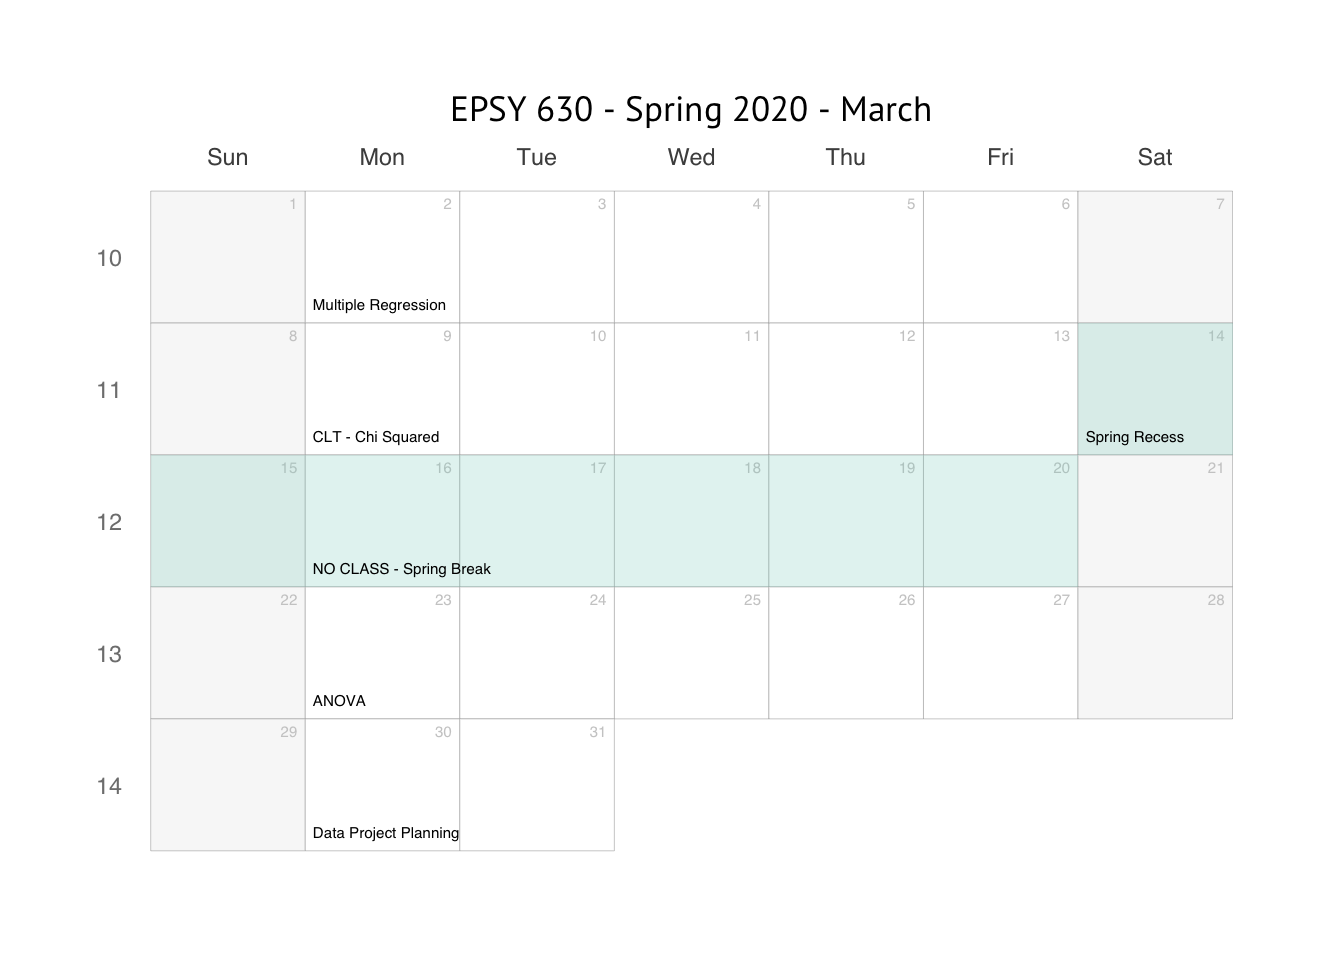 EPSY 630 - Spring 2020 - March
Sun Mon Tue Wed Thu Fri Sat
1 2 3 4 5 6 7
10
Multiple Regression
8 9 10 11 12 13 14
11
CLT - Chi Squared Spring Recess
15 16 17 18 19 20 21
12
NO CLASS - Spring Break
22 23 24 25 26 27 28
13
ANOVA
29 30 31
14
Data Project Planning